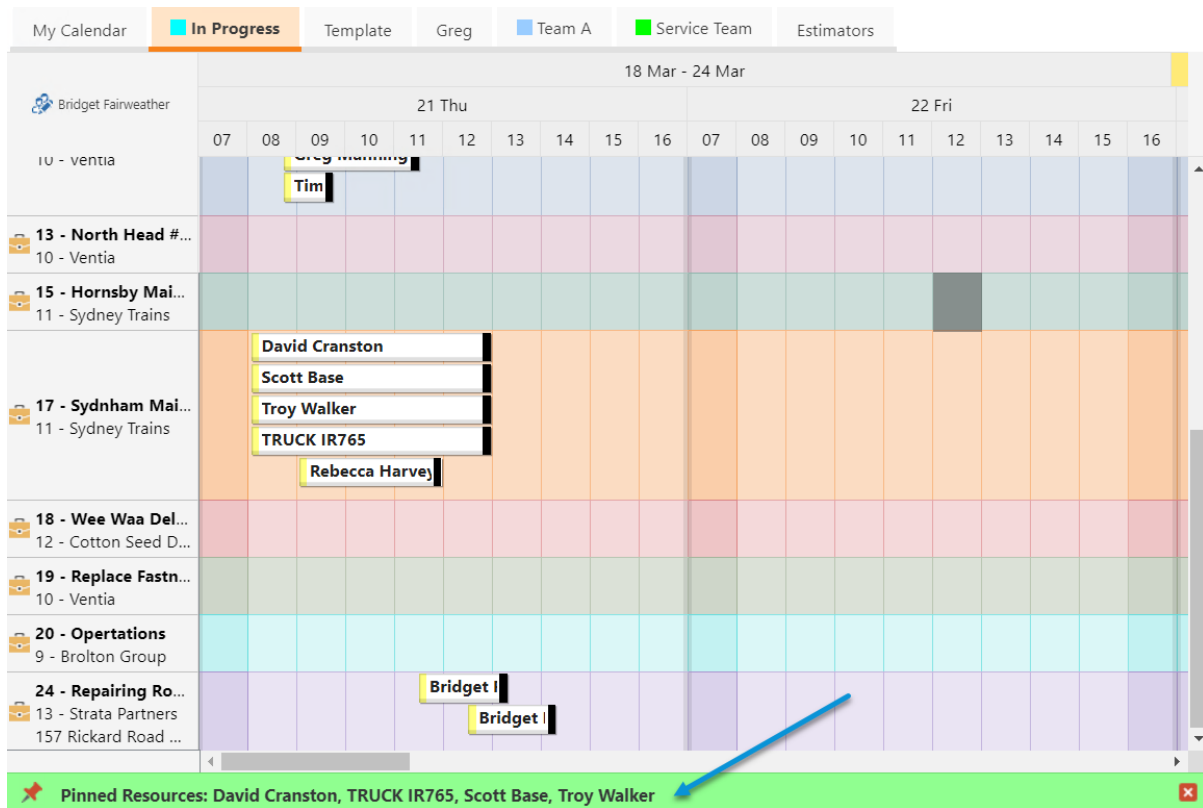 My Calendar In Progress Template Greg Team A Service Team Estimators
18 Mar - 24 Mar
Bridget Fairweather 21 Thu 22 Fri
07 08 09 10 11 12 13 14 15 16 07 08 09 10 11 12 13 14 15 16
10 - Ventia
Greg Manning
Tim
13 - North Head #...
10 - Ventia
15 - Hornsby Mai...
11 - Sydney Trains
David Cranston
Scott Base
17 - Sydnham Mai...
11 - Sydney Trains
Troy Walker
TRUCK IR765
Rebecca Harvey
18 - Wee Waa Del...
12 - Cotton Seed D...
19 - Replace Fastn...
10 - Ventia
20 - Opertations
9 - Brolton Group
24 - Repairing Ro...
13 - Strata Partners
157 Rickard Road ...
Bridget
Bridget
Pinned Resources: David Cranston, TRUCK IR765, Scott Base, Troy Walker